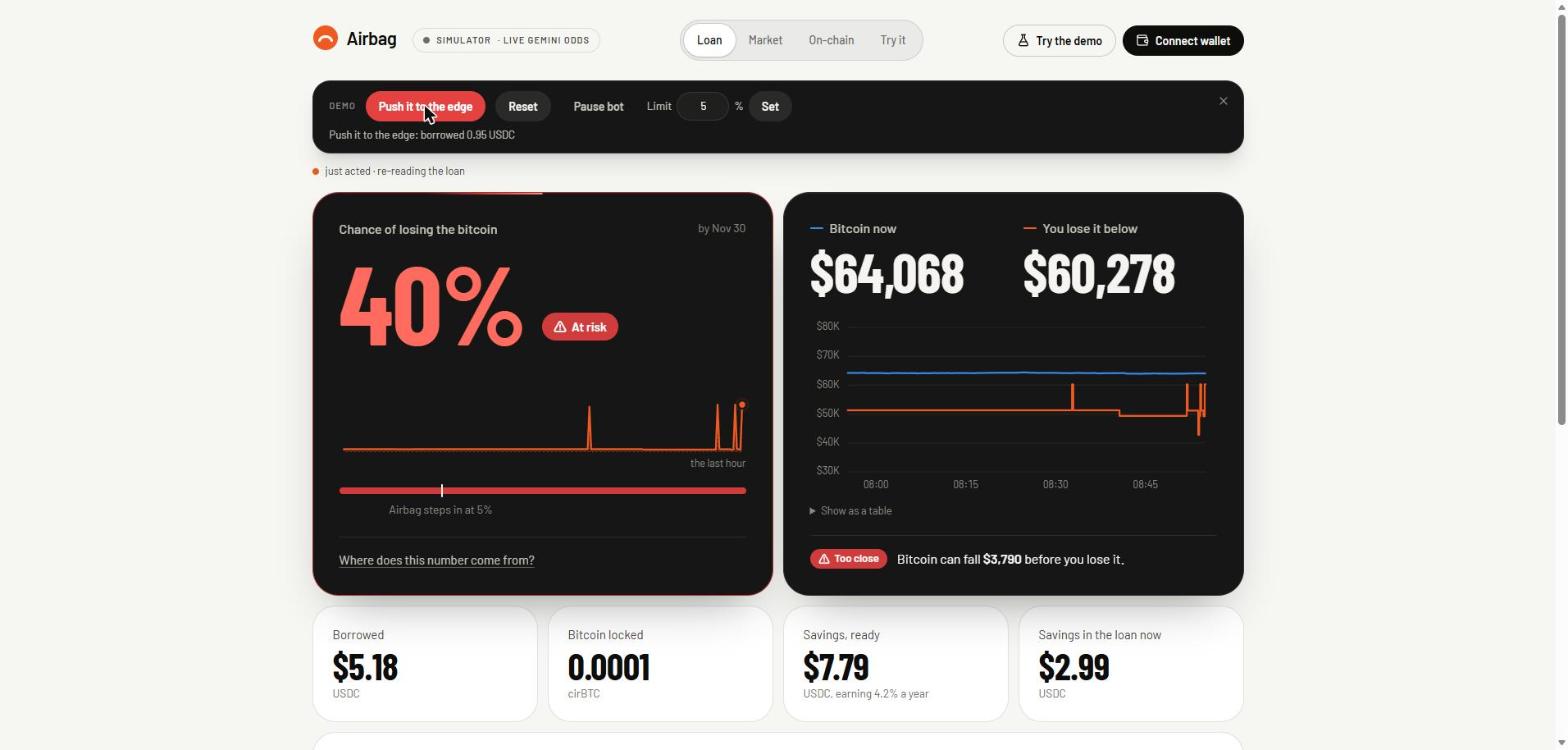 Airbag
SIMULATOR · LIVE GEMINI ODDS
Loan
Market
On-chain
Try it
Try the demo
Connect wallet
DEMO
Push it to the edge
Reset
Pause bot
Limit
5
%
Set
Push it to the edge: borrowed 0.95 USDC
just acted · re-reading the loan
Chance of losing the bitcoin
by Nov 30
40%
At risk
the last hour
Airbag steps in at 5%
Where does this number come from?
Bitcoin now
You lose it below
$64,068
$60,278
$80K
$70K
$60K
$50K
$40K
$30K
08:00
08:15
08:30
08:45
Show as a table
Too close
Bitcoin can fall $3,790 before you lose it.
Borrowed
$5.18
USDC
Bitcoin locked
0.0001
cirBTC
Savings, ready
$7.79
USDC, earning 4.2% a year
Savings in the loan now
$2.99
USDC